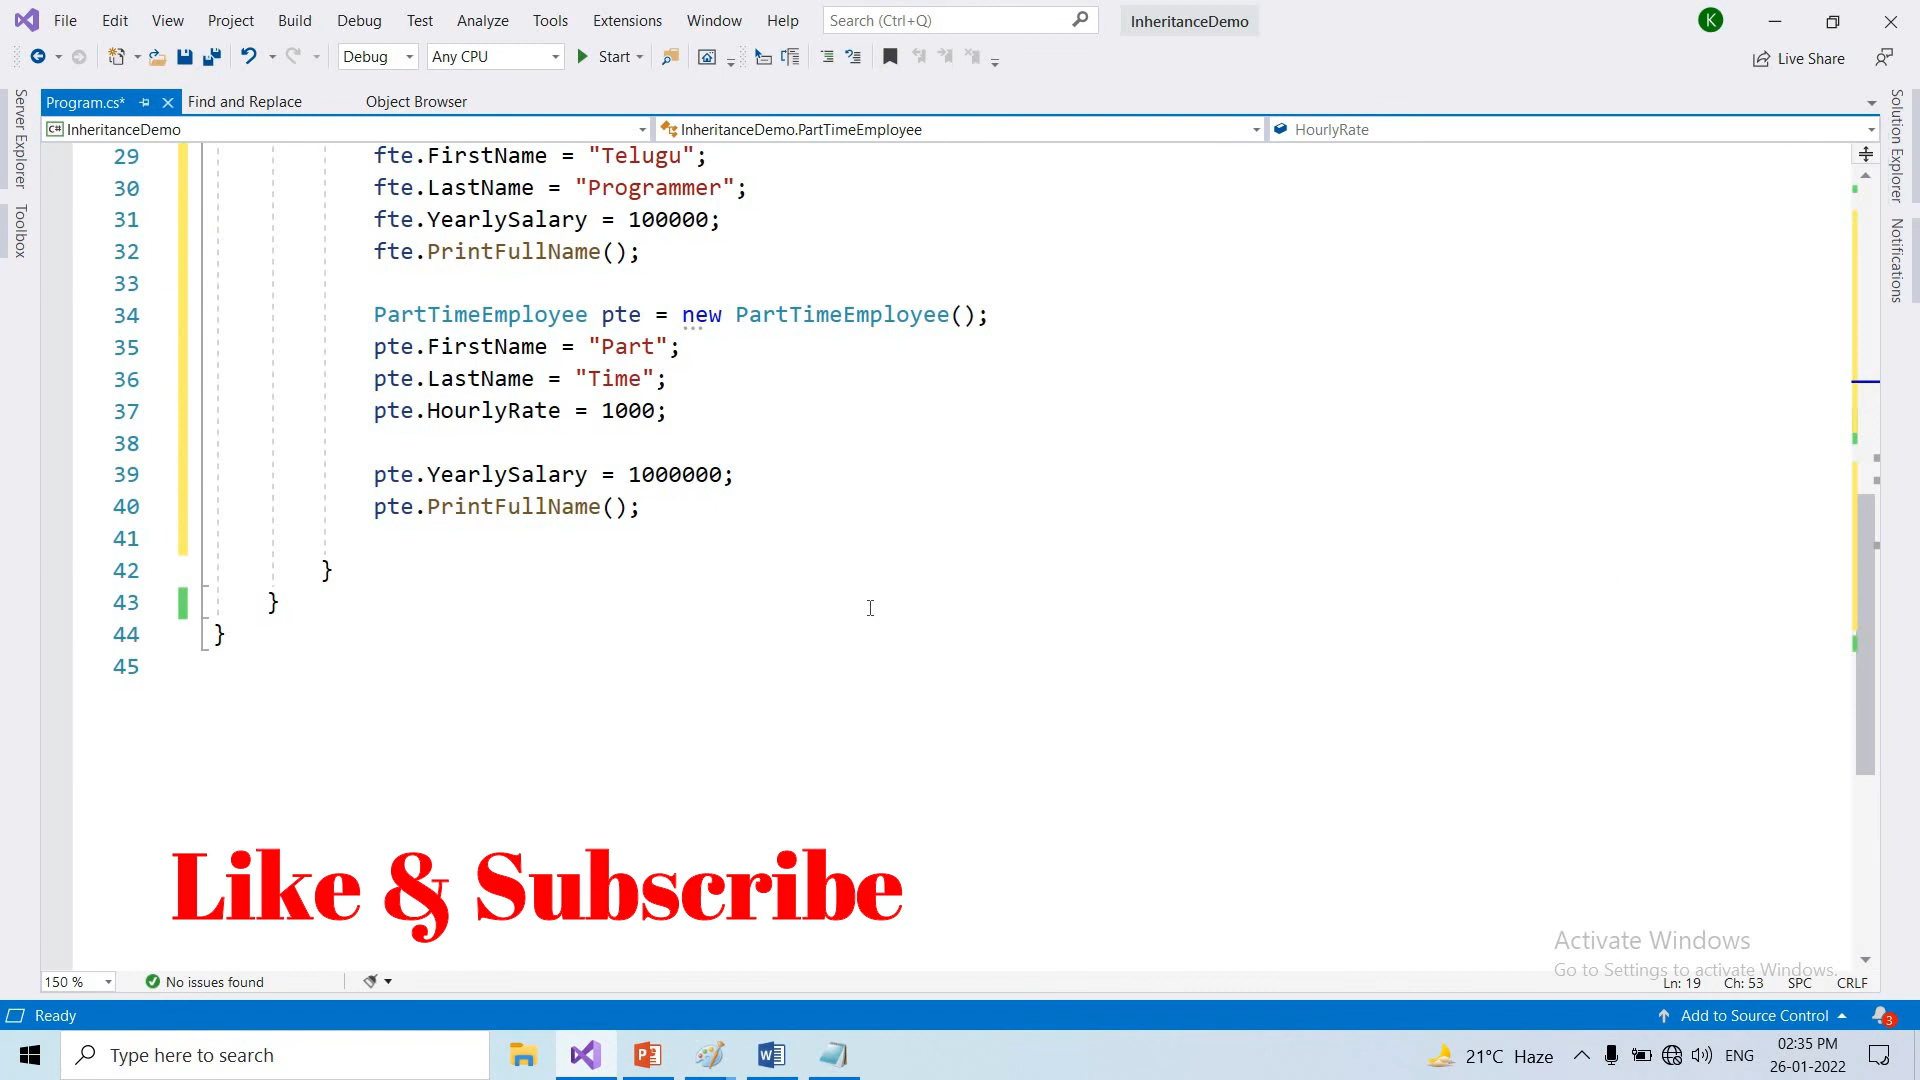 File Edit View Project Build Debug Test Analyze Tools Extensions Window Help Search (Ctrl+Q) InheritanceDemo K
Debug Any CPU Start Live Share
Program.cs* Find and Replace Object Browser
InheritanceDemo InheritanceDemo.PartTimeEmployee HourlyRate
Server Explorer
Toolbox
Solution Explorer
Notifications
29 fte.FirstName = "Telugu";
30 fte.LastName = "Programmer";
31 fte.YearlySalary = 100000;
32 fte.PrintFullName();
33
34 PartTimeEmployee pte = new PartTimeEmployee();
35 pte.FirstName = "Part";
36 pte.LastName = "Time";
37 pte.HourlyRate = 1000;
38
39 pte.YearlySalary = 1000000;
40 pte.PrintFullName();
41
42 }
43 }
44 }
45
Like & Subscribe
Activate Windows
Go to Settings to activate Windows.
150 % No issues found Ln: 19 Ch: 53 SPC CRLF
Ready Add to Source Control 3
Type here to search 21°C Haze ENG 02:35 PM
26-01-2022